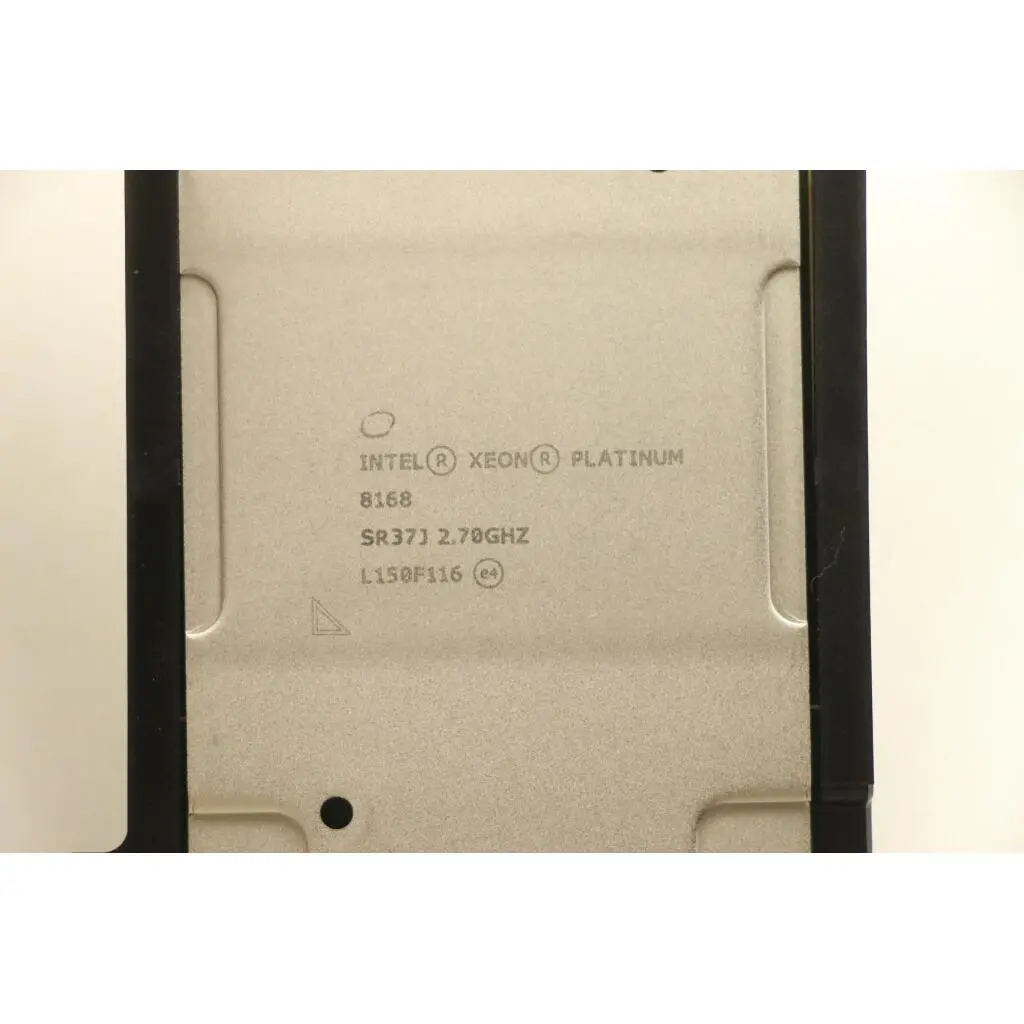 INTEL® XEON® PLATINUM
8168
SR37J 2.70GHZ
L150F116 e4